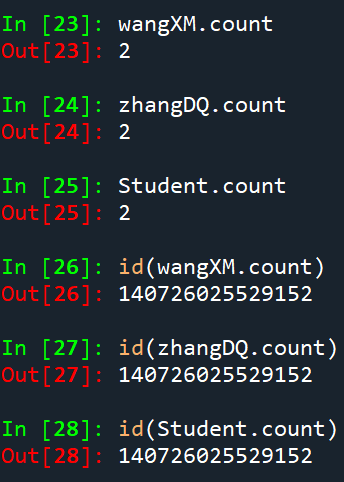 In [23]: wangXM.count
Out[23]: 2
In [24]: zhangDQ.count
Out[24]: 2
In [25]: Student.count
Out[25]: 2
In [26]: id(wangXM.count)
Out[26]: 140726025529152
In [27]: id(zhangDQ.count)
Out[27]: 140726025529152
In [28]: id(Student.count)
Out[28]: 140726025529152